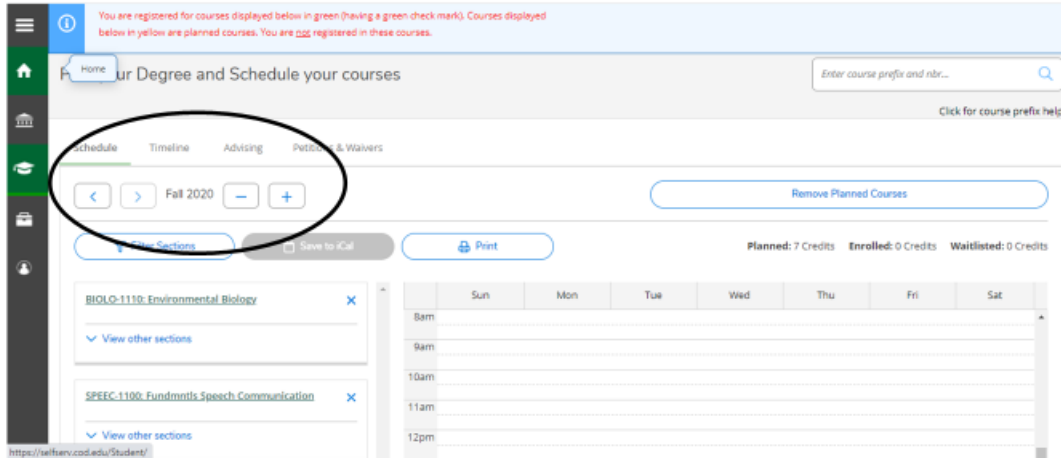 You are registered for courses displayed below in green (having a green check mark). Courses displayed
below in yellow are planned courses. You are not registered in these courses.
Home
ur Degree and Schedule your courses
Enter course prefix and nbr...
Click for course prefix help
Schedule Timeline Advising Petitions & Waivers
Fall 2020
Remove Planned Courses
Filter Sections Save to iCal Print Planned: 7 Credits Enrolled: 0 Credits Waitlisted: 0 Credits
BIOLO-1110: Environmental Biology
View other sections
SPEEC-1100: Fundmntls Speech Communication
View other sections
Sun Mon Tue Wed Thu Fri Sat
8am
9am
10am
11am
12pm
https://selfserv.cod.edu/Student/